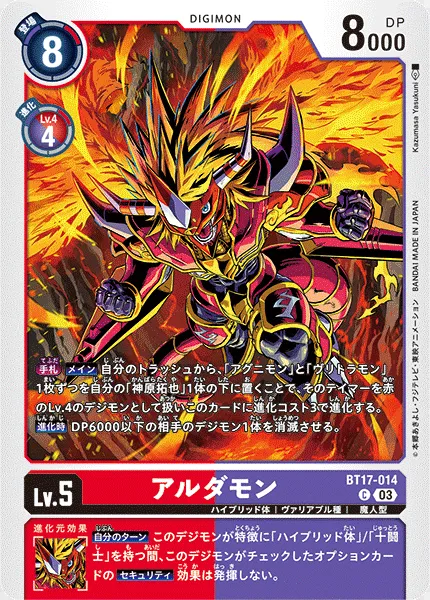 DIGIMON
登場
8
DP
8000
進化
Lv.4
4
Kazumasa Yasukuni
©本郷あきよし・フジテレビ・東映アニメーション BANDAI MADE IN JAPAN
手札 メイン 自分のトラッシュから、「アグニモン」と「ヴリトラモン」
1枚ずつを自分の「神原拓也」1体の下に置くことで、そのテイマーを赤
のLv.4のデジモンとして扱いこのカードに進化コスト3で進化する。
進化時 DP6000以下の相手のデジモン1体を消滅させる。
Lv.5
アルダモン
BT17-014
C 03
ハイブリッド体 | ヴァリアブル種 | 魔人型
進化元効果
自分のターン このデジモンが特徴に「ハイブリッド体」/「十闘
士」を持つ間、このデジモンがチェックしたオプションカー
ドの セキュリティ 効果は発揮しない。